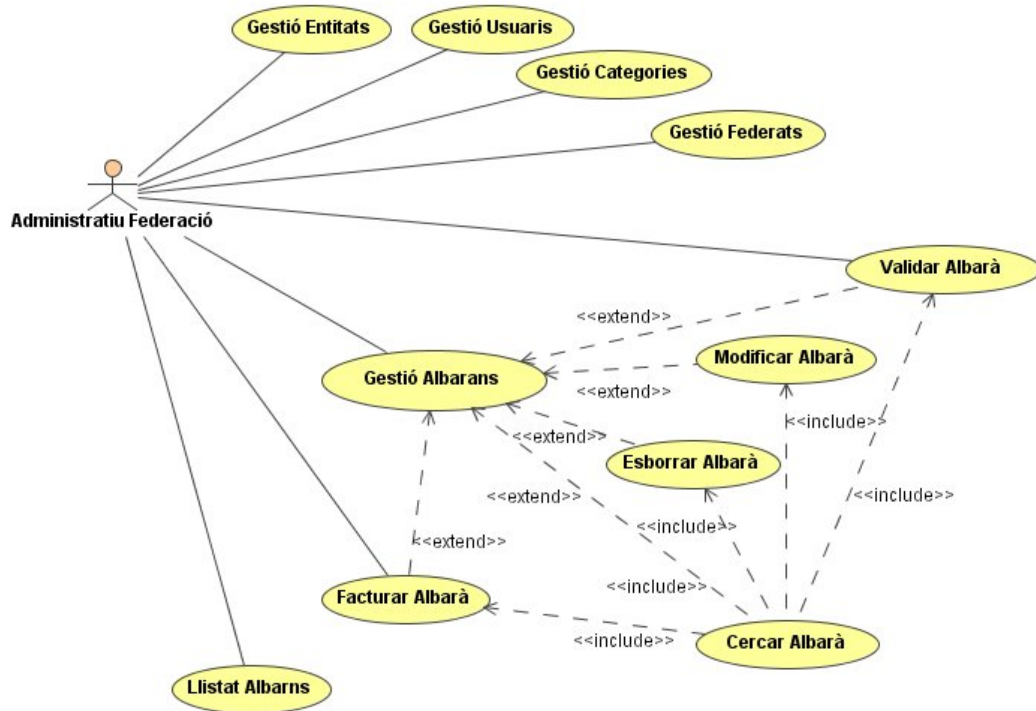 Gestió Entitats
Gestió Usuaris
Gestió Categories
Gestió Federats
Administratiu Federació
Validar Albarà
<<extend>>
Modificar Albarà
Gestió Albarans
<<extend>>
<<include>>
<<extend>>
Esborrar Albarà
<<extend>>
<<include>>
<<include>>
<<extend>>
<<include>>
Facturar Albarà
<<include>>
Cercar Albarà
Llistat Albarns